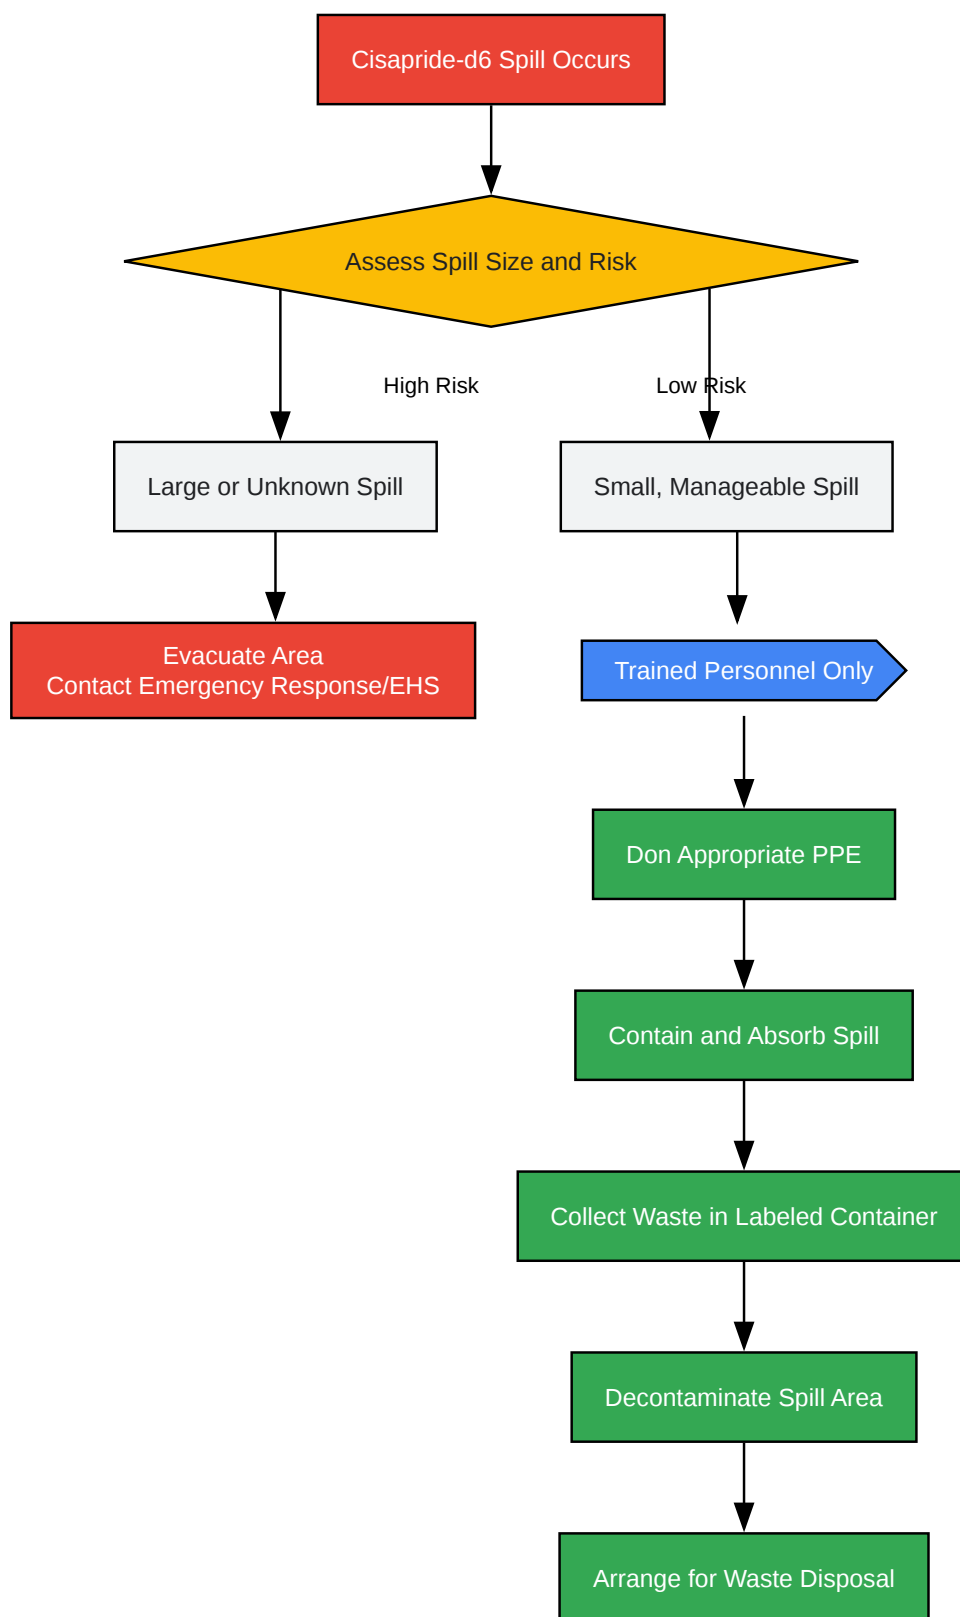 Cisapride-d6 Spill Occurs
Assess Spill Size and Risk
High Risk
Low Risk
Large or Unknown Spill
Small, Manageable Spill
Evacuate Area
Contact Emergency Response/EHS
Trained Personnel Only
Don Appropriate PPE
Contain and Absorb Spill
Collect Waste in Labeled Container
Decontaminate Spill Area
Arrange for Waste Disposal